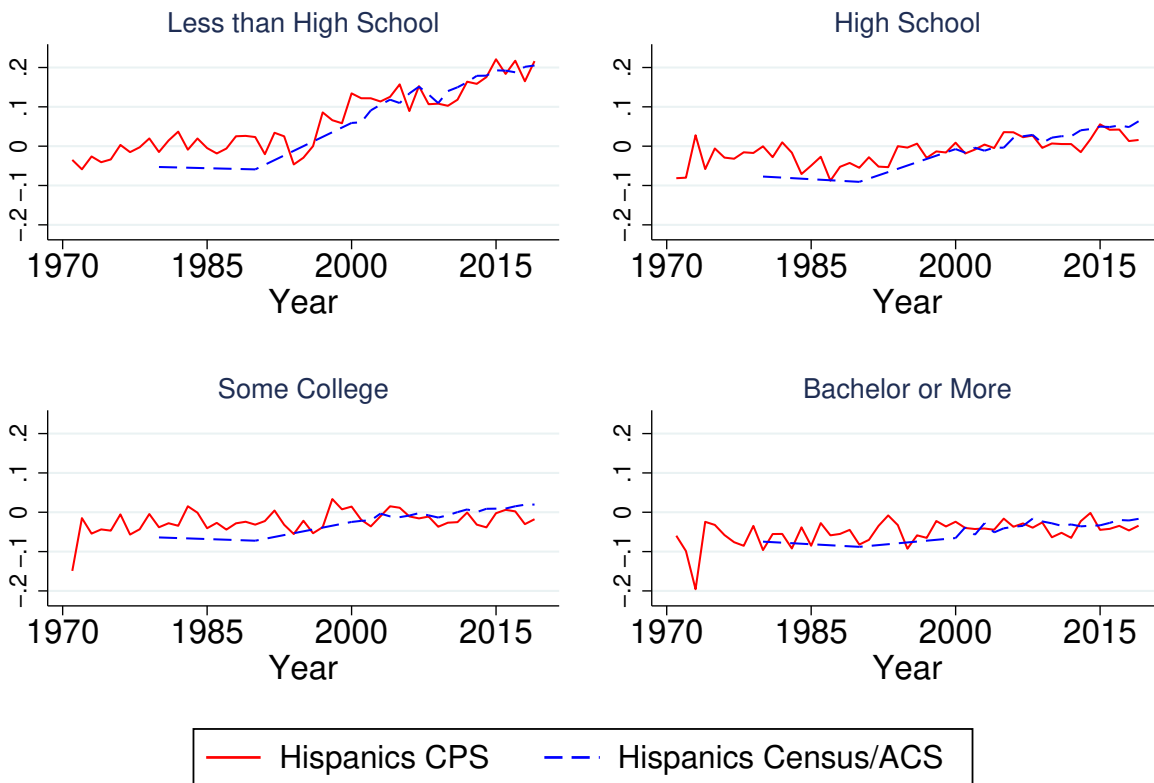 Less than High School
.2
.1
0
-.1
-.2
1970 1985 2000 2015
Year
High School
.2
.1
0
-.1
-.2
1970 1985 2000 2015
Year
Some College
.2
.1
0
-.1
-.2
1970 1985 2000 2015
Year
Bachelor or More
.2
.1
0
-.1
-.2
1970 1985 2000 2015
Year
Hispanics CPS Hispanics Census/ACS